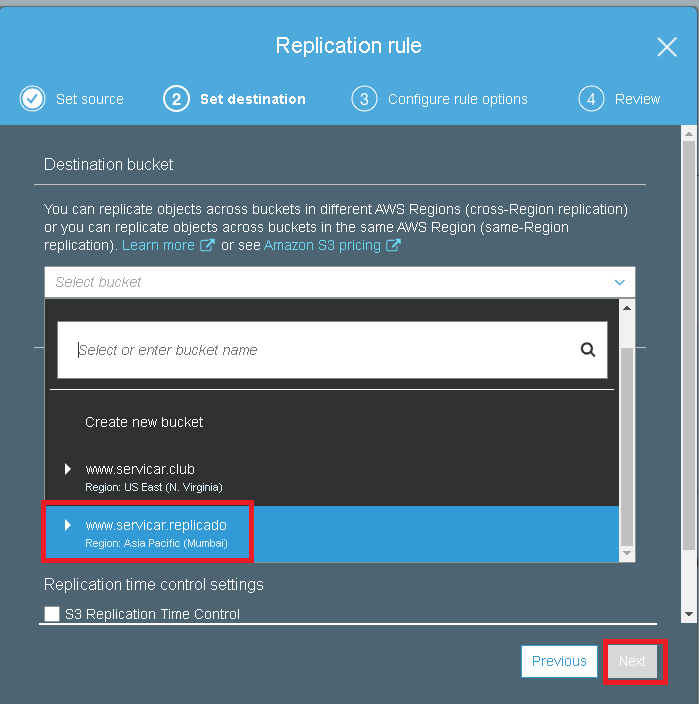 Replication rule
Set source 2 Set destination 3 Configure rule options 4 Review
Destination bucket
You can replicate objects across buckets in different AWS Regions (cross-Region replication)
or you can replicate objects across buckets in the same AWS Region (same-Region
replication). Learn more or see Amazon S3 pricing
Select bucket
Select or enter bucket name
Create new bucket
www.servicar.club
Region: US East (N. Virginia)
www.servicar.replicado
Region: Asia Pacific (Mumbai)
Replication time control settings
S3 Replication Time Control
Previous Next